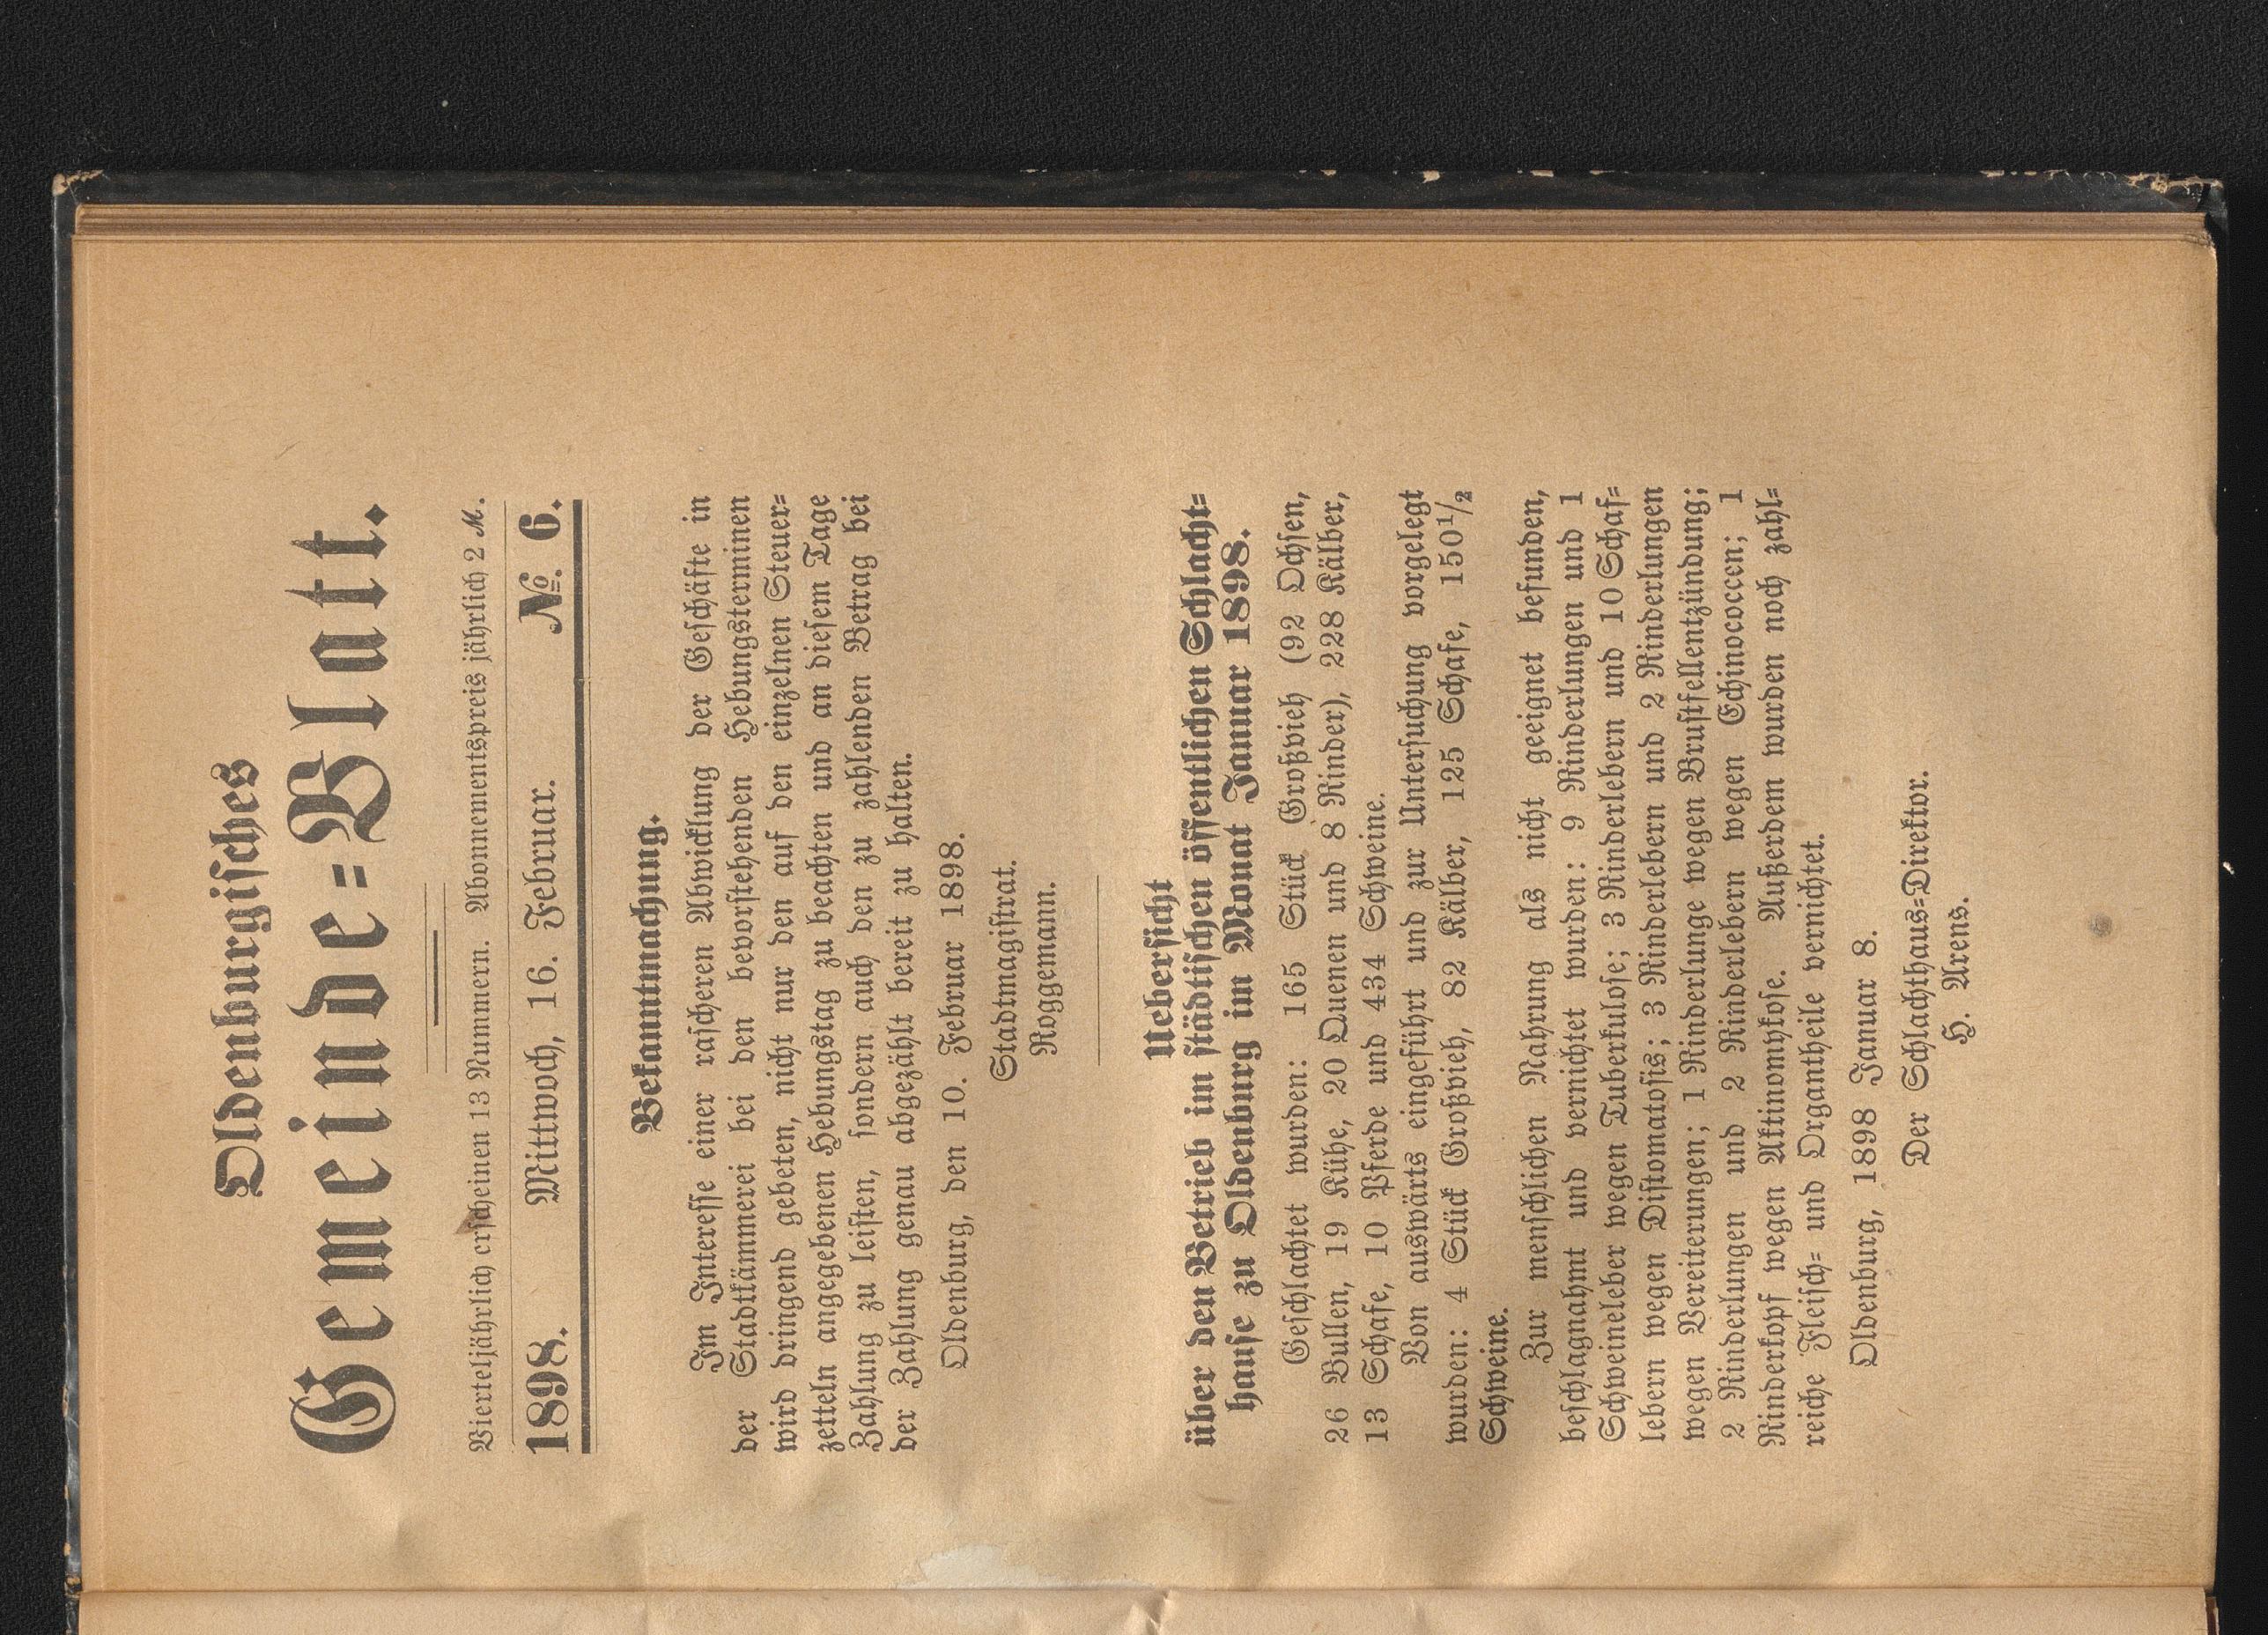 Oldenburgisches
Gemeinde=Blatt.
Vierteljährlich erscheinen 13 Nummern. Abonnementspreis jährlich 2 ℳ.
1898. Mittwoch, 16. Februar. №. 6.
Bekanntmachung.
Im Interesse einer rascheren Abwicklung der Geschäfte in
der Stadtkämmerei bei den bevorstehenden Hebungsterminen
wird dringend gebeten, nicht nur den auf den einzelnen Steuer=
zetteln angegebenen Hebungstag zu beachten und an diesem Tage
Zahlung zu leisten, sondern auch den zu zahlenden Betrag bei
der Zahlung genau abgezählt bereit zu halten.
Oldenburg, den 10. Februar 1898.
Stadtmagistrat.
Roggemann.
Uebersicht
über den Betrieb im städtischen öffentlichen Schlacht=
hause zu Oldenburg im Monat Januar 1898.
Geschlachtet wurden: 165 Stück Großvieh (92 Ochsen,
26 Bullen, 19 Kühe, 20 Quenen und 8 Rinder), 228 Kälber,
13 Schafe, 10 Pferde und 434 Schweine.
Von auswärts eingeführt und zur Untersuchung vorgelegt
wurden: 4 Stück Großvieh, 82 Kälber, 125 Schafe, 150½
Schweine.
Zur menschlichen Nahrung als nicht geeignet befunden,
beschlagnahmt und vernichtet wurden: 9 Rinderlungen und 1
Schweineleber wegen Tuberkulose; 3 Rinderlebern und 10 Schaf=
lebern wegen Distomatosis; 3 Rinderlebern und 2 Rinderlungen
wegen Vereiterungen; 1 Rinderlunge wegen Brustfellentzündung;
2 Rinderlungen und 2 Rinderlebern wegen Echinococcen; 1
Rinderkopf wegen Aktinomykose. Außerdem wurden noch zahl=
reiche Fleisch= und Organtheile vernichtet.
Oldenburg, 1898 Januar 8.
Der Schlachthaus=Direktor.
H. Arens.